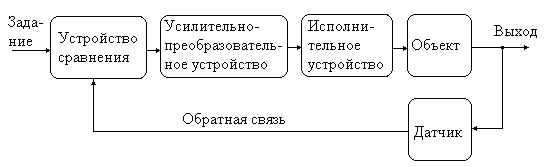 Зада-
ние
Устройство
сравнения
Усилительно-
преобразователь-
ное устройство
Исполни-
тельное
устройство
Объект
Выход
Обратная связь
Датчик